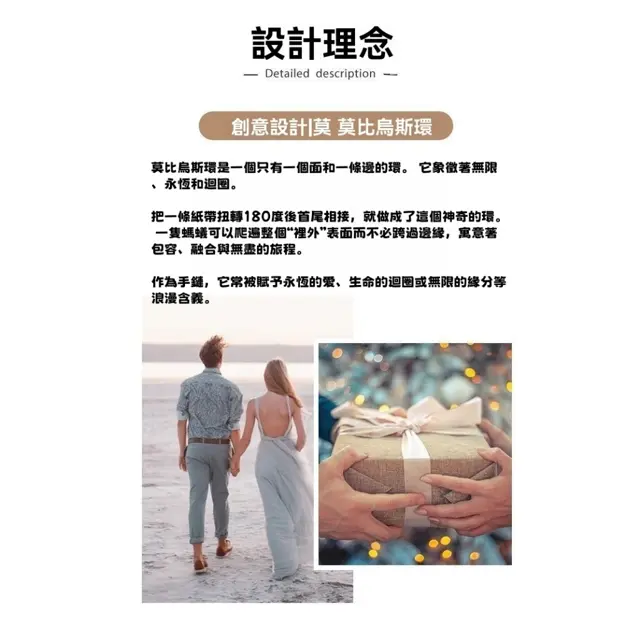 設計理念
Detailed description
創意設計|莫 莫比烏斯環
莫比烏斯環是一個只有一個面和一條邊的環。 它象徵著無限
、永恆和迴圈。
把一條紙帶扭轉180度後首尾相接，就做成了這個神奇的環。
一隻螞蟻可以爬遍整個“裡外”表面而不必跨過邊緣，寓意著
包容、融合與無盡的旅程。
作為手鏈，它常被賦予永恆的愛、生命的迴圈或無限的緣分等
浪漫含義。